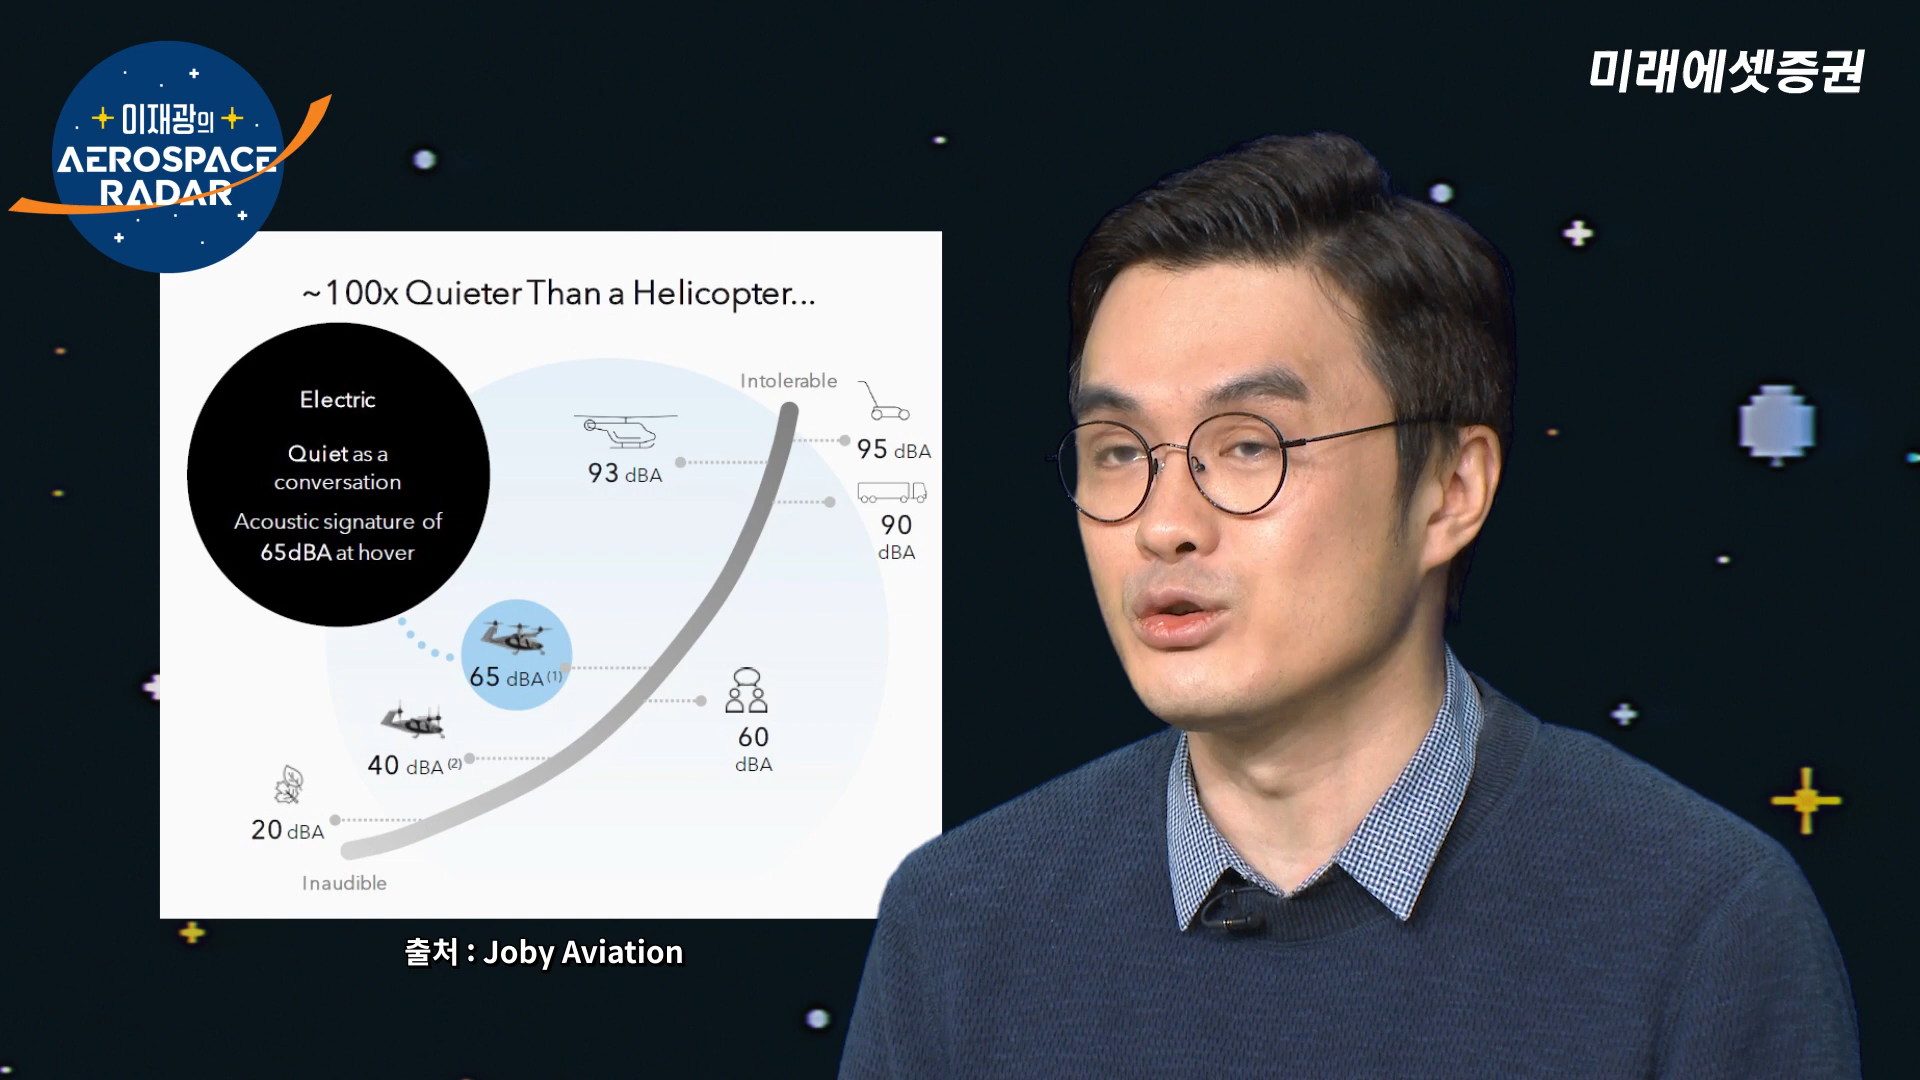 이재광의
AEROSPACE
RADAR
미래에셋증권
~100x Quieter Than a Helicopter...
Electric
Quiet as a
conversation
Acoustic signature of
65dBA at hover
Intolerable
95 dBA
93 dBA
90
dBA
65 dBA (1)
60
dBA
40 dBA (2)
20 dBA
Inaudible
출처 : Joby Aviation